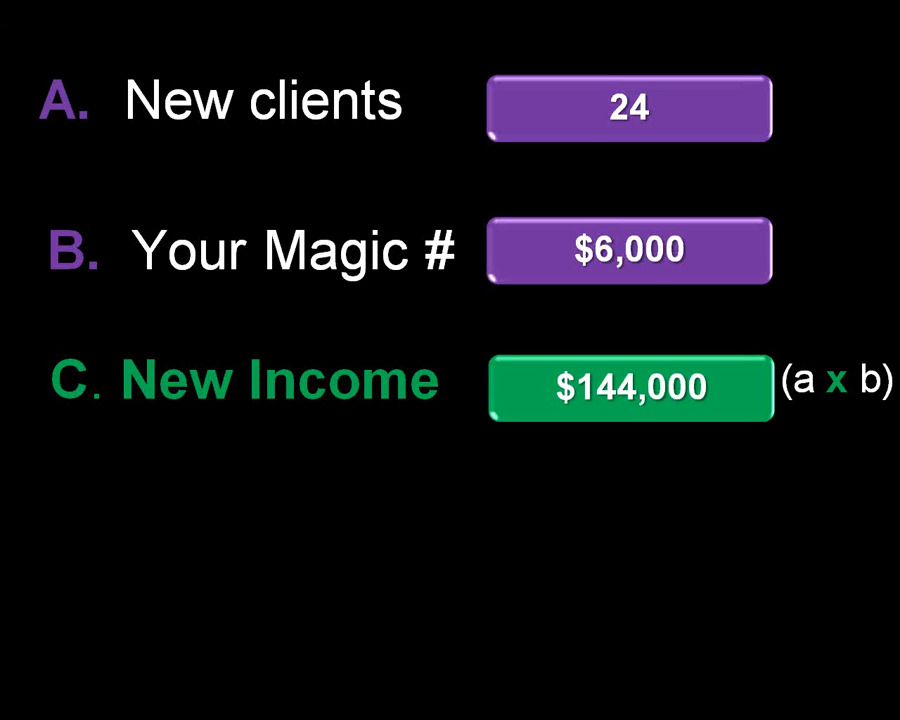 A. New clients 24
B. Your Magic # $6,000
C. New Income $144,000 (a x b)